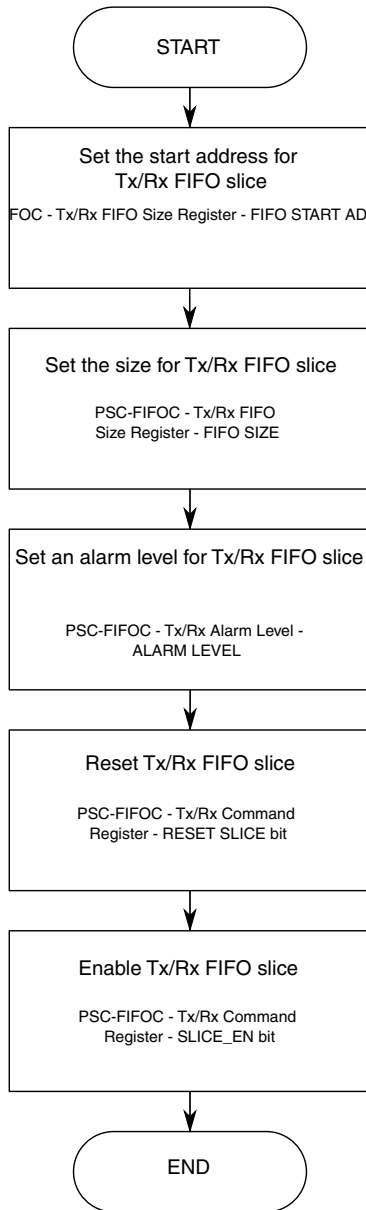 START
Set the start address for
Tx/Rx FIFO slice
FOC - Tx/Rx FIFO Size Register - FIFO START AD
Set the size for Tx/Rx FIFO slice
PSC-FIFOC - Tx/Rx FIFO
Size Register - FIFO SIZE
Set an alarm level for Tx/Rx FIFO slice
PSC-FIFOC - Tx/Rx Alarm Level -
ALARM LEVEL
Reset Tx/Rx FIFO slice
PSC-FIFOC - Tx/Rx Command
Register - RESET SLICE bit
Enable Tx/Rx FIFO slice
PSC-FIFOC - Tx/Rx Command
Register - SLICE_EN bit
END